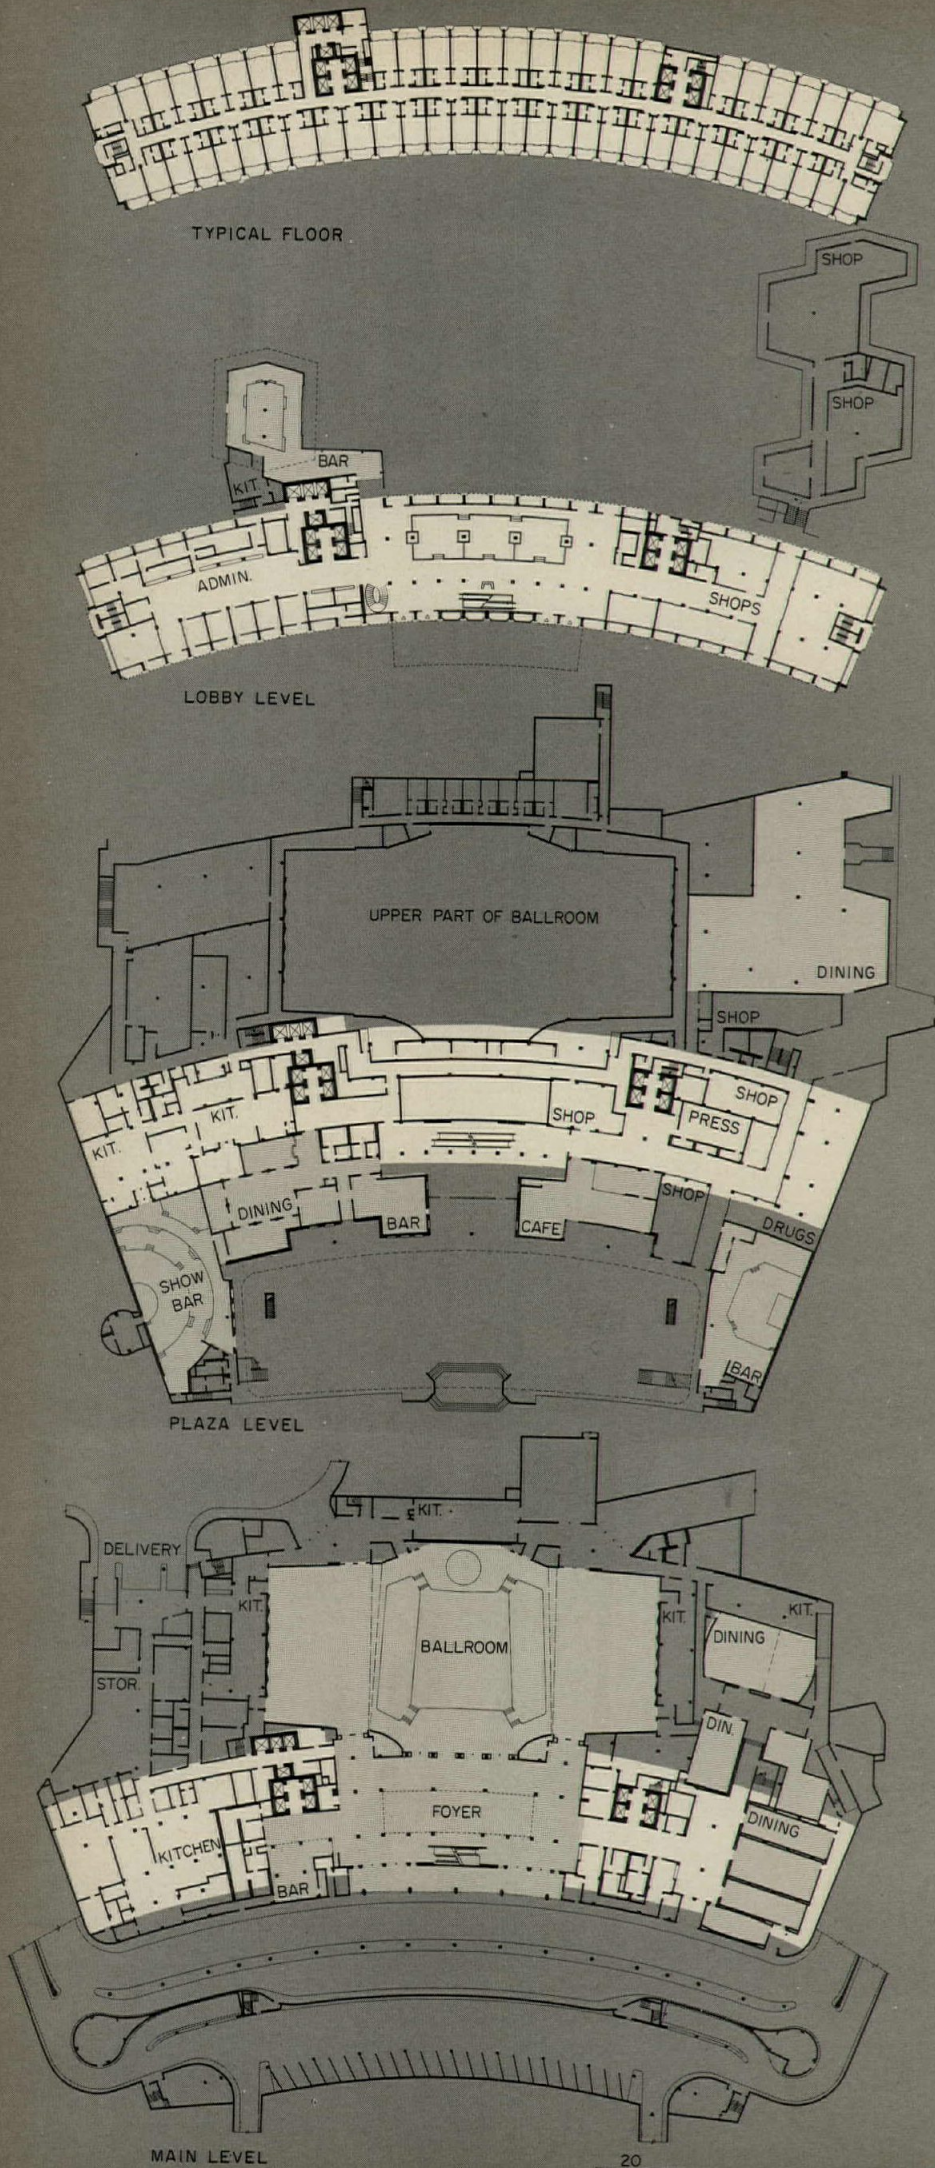 TYPICAL FLOOR
SHOP
SHOP
BAR
KIT.
ADMIN.
SHOPS
LOBBY LEVEL
UPPER PART OF BALLROOM
DINING
SHOP
SHOP
KIT.
SHOP
PRESS
KIT.
DINING
SHOP
BAR
CAFE
DRUGS
SHOW
BAR
BAR
PLAZA LEVEL
KIT.
DELIVERY
KIT.
KIT.
KIT.
DINING
BALLROOM
STOR.
DIN.
FOYER
DINING
KITCHEN
BAR
MAIN LEVEL
20